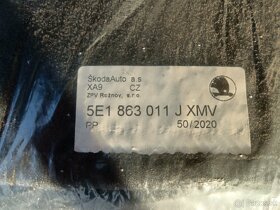 ŠkodaAuto a.s
XA9 CZ
ZPV Rožnov, s.r.o.
5E1 863 011 J XMV
PP 50/2020